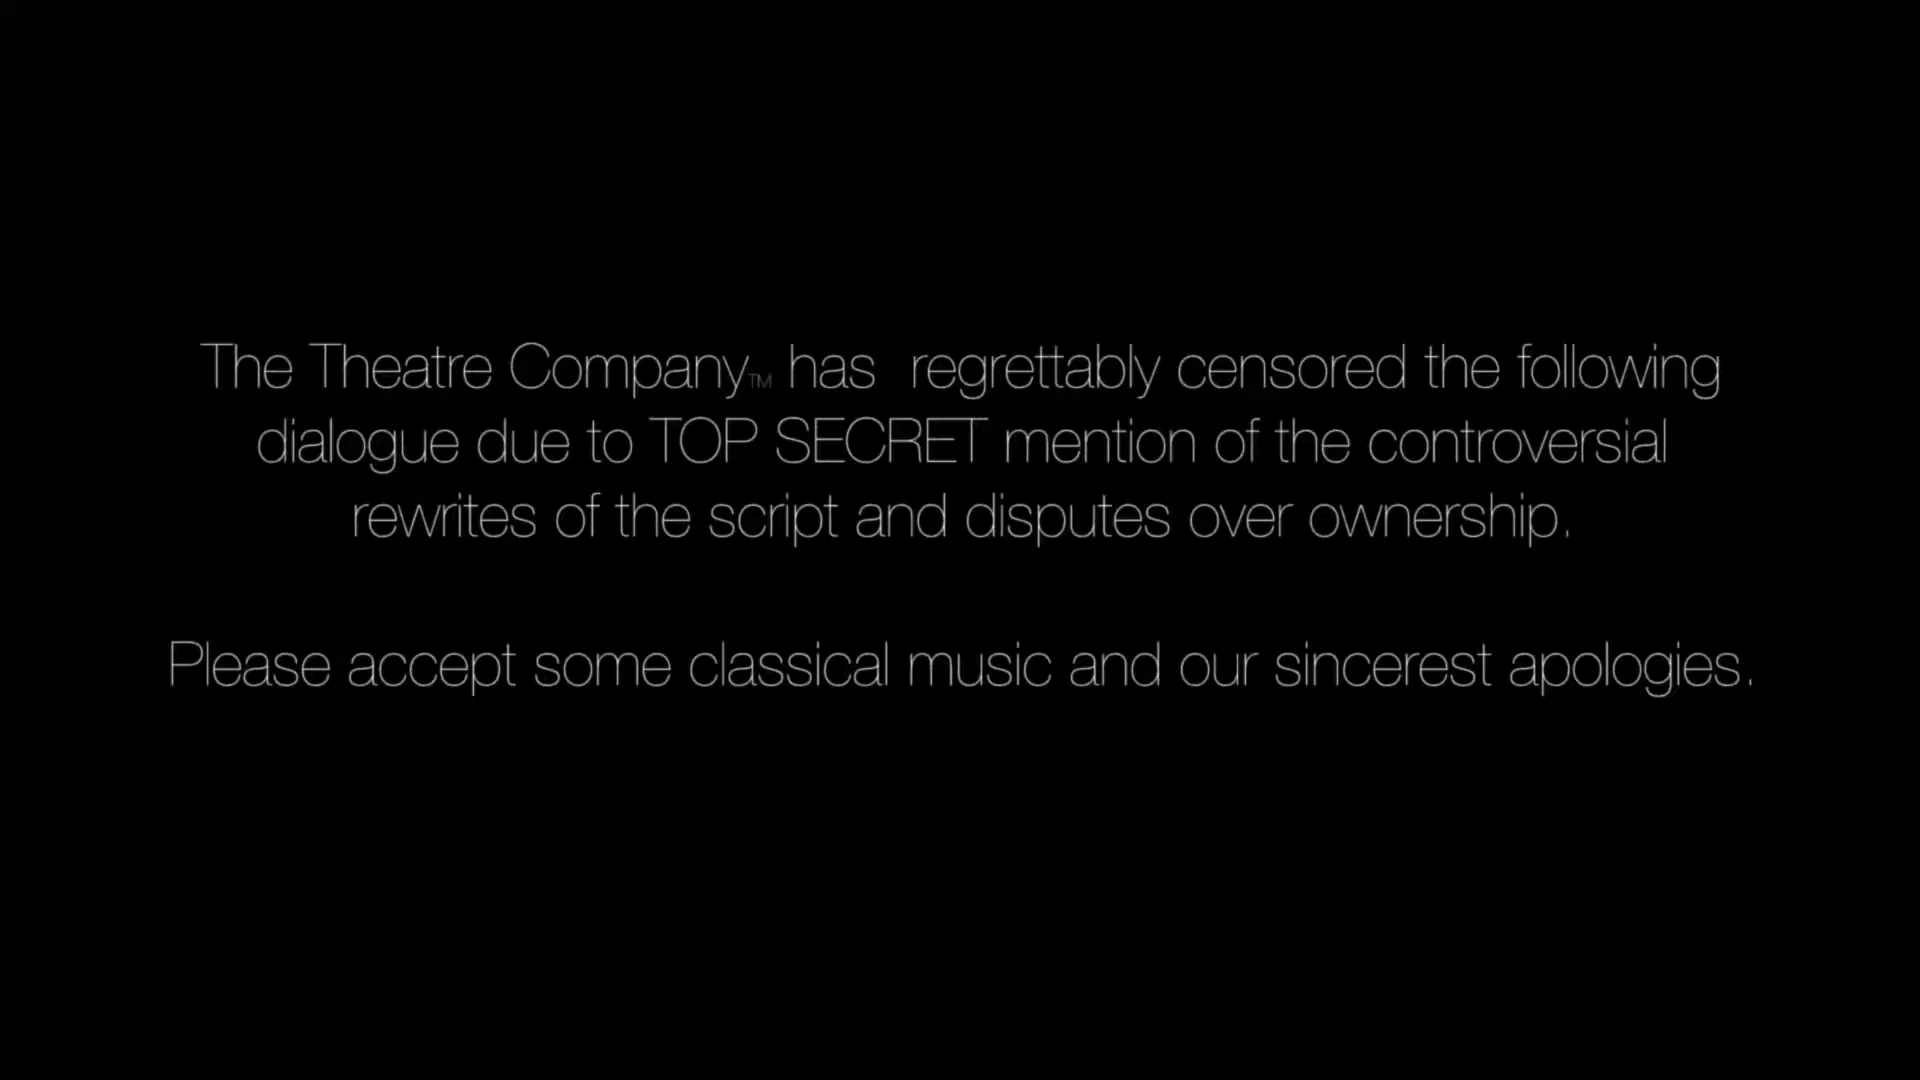 The Theatre Company™ has  regrettably censored the following
dialogue due to TOP SECRET mention of the controversial
rewrites of the script and disputes over ownership.
Please accept some classical music and our sincerest apologies.